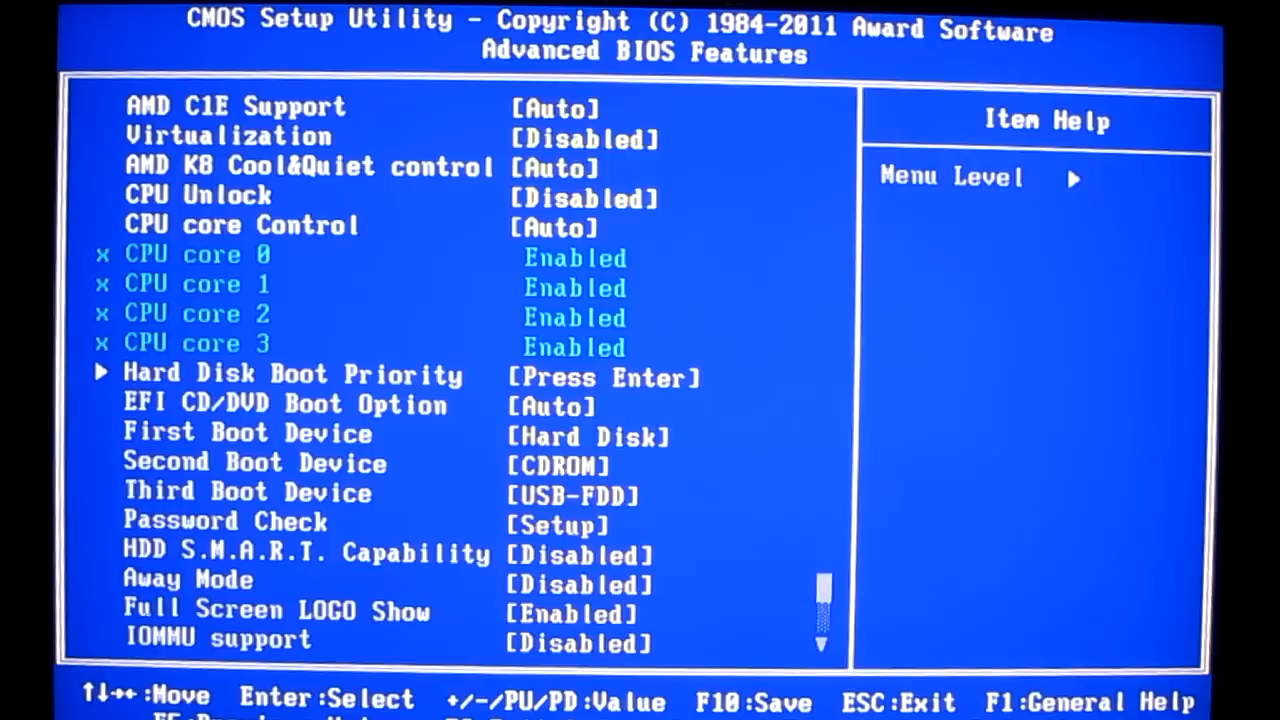 CMOS Setup Utility - Copyright (C) 1984-2011 Award Software
Advanced BIOS Features
AMD C1E Support [Auto]
Virtualization [Disabled]
AMD K8 Cool&Quiet control [Auto]
CPU Unlock [Disabled]
CPU core Control [Auto]
x CPU core 0 Enabled
x CPU core 1 Enabled
x CPU core 2 Enabled
x CPU core 3 Enabled
▶ Hard Disk Boot Priority [Press Enter]
EFI CD/DVD Boot Option [Auto]
First Boot Device [Hard Disk]
Second Boot Device [CDROM]
Third Boot Device [USB-FDD]
Password Check [Setup]
HDD S.M.A.R.T. Capability [Disabled]
Away Mode [Disabled]
Full Screen LOGO Show [Enabled]
IOMMU support [Disabled]
Item Help
Menu Level ▶
↑↓→←:Move Enter:Select +/-/PU/PD:Value F10:Save ESC:Exit F1:General Help